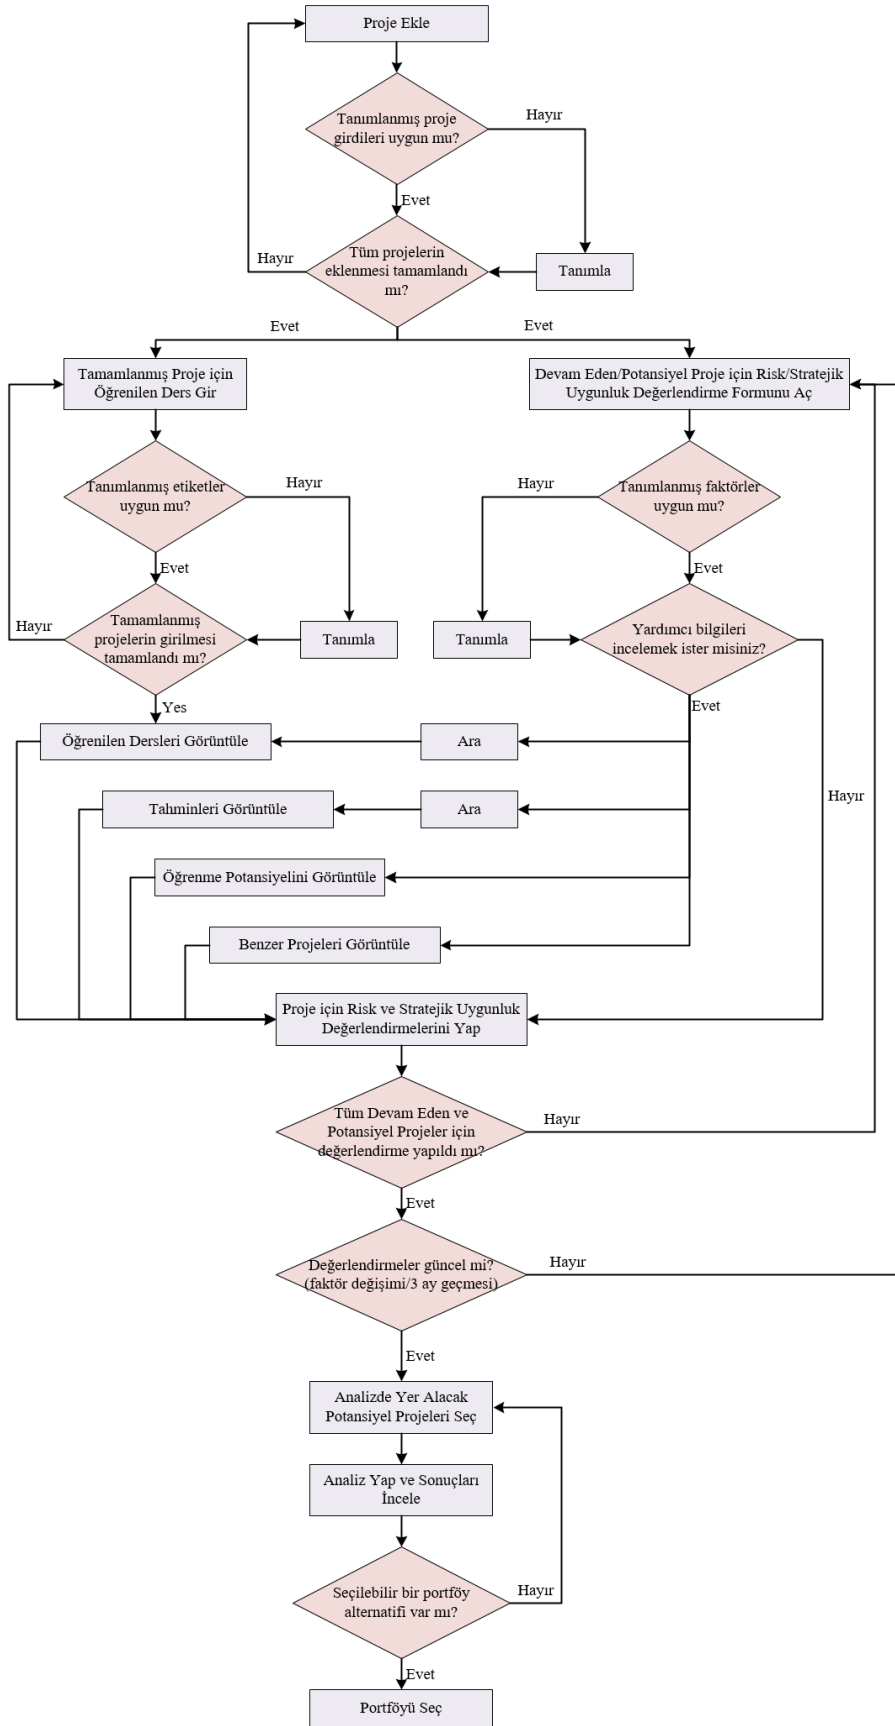 Proje Ekle
Tanımlanmış proje
girdileri uygun mu?
Hayır
Evet
Tüm projelerin
eklenmesi tamamlandı
mı?
Hayır
Tanımla
Evet
Evet
Tamamlanmış Proje için
Öğrenilen Ders Gir
Devam Eden/Potansiyel Proje için Risk/Stratejik
Uygunluk Değerlendirme Formunu Aç
Tanımlanmış etiketler
uygun mu?
Hayır
Hayır
Tanımlanmış faktörler
uygun mu?
Evet
Evet
Hayır
Tamamlanmış
projelerin girilmesi
tamamlandı mı?
Tanımla
Tanımla
Yardımcı bilgileri
incelemek ister misiniz?
Yes
Evet
Öğrenilen Dersleri Görüntüle
Ara
Hayır
Tahminleri Görüntüle
Ara
Öğrenme Potansiyelini Görüntüle
Benzer Projeleri Görüntüle
Proje için Risk ve Stratejik Uygunluk
Değerlendirmelerini Yap
Tüm Devam Eden ve
Potansiyel Projeler için
değerlendirme yapıldı mı?
Hayır
Evet
Değerlendirmeler güncel mi?
(faktör değişimi/3 ay geçmesi)
Hayır
Evet
Analizde Yer Alacak
Potansiyel Projeleri Seç
Analiz Yap ve Sonuçları
İncele
Seçilebilir bir portföy
alternatifi var mı?
Hayır
Evet
Portföyü Seç